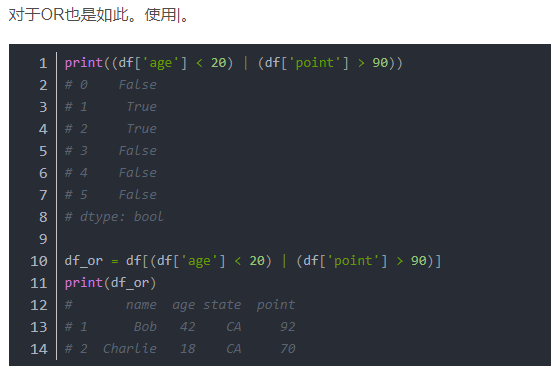 对于OR也是如此。使用|。
1 print((df['age'] < 20) | (df['point'] > 90))
2 # 0    False
3 # 1     True
4 # 2     True
5 # 3    False
6 # 4    False
7 # 5    False
8 # dtype: bool
9
10 df_or = df[(df['age'] < 20) | (df['point'] > 90)]
11 print(df_or)
12 #       name  age state  point
13 # 1      Bob   42    CA     92
14 # 2  Charlie   18    CA     70